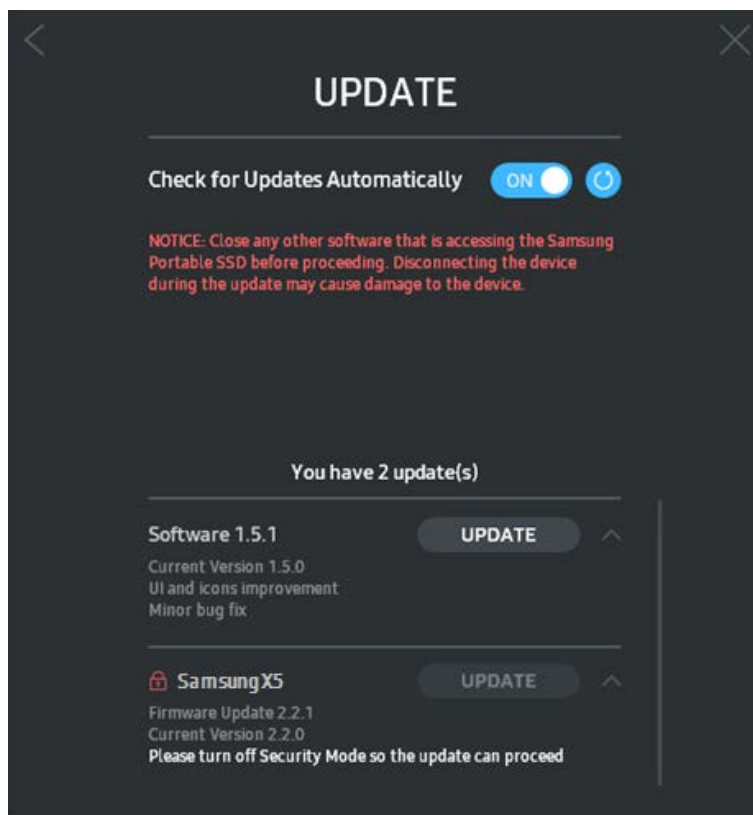 UPDATE
Check for Updates Automatically ON
NOTICE: Close any other software that is accessing the Samsung
Portable SSD before proceeding. Disconnecting the device
during the update may cause damage to the device.
You have 2 update(s)
Software 1.5.1 UPDATE
Current Version 1.5.0
UI and icons improvement
Minor bug fix
Samsung X5 UPDATE
Firmware Update 2.2.1
Current Version 2.2.0
Please turn off Security Mode so the update can proceed